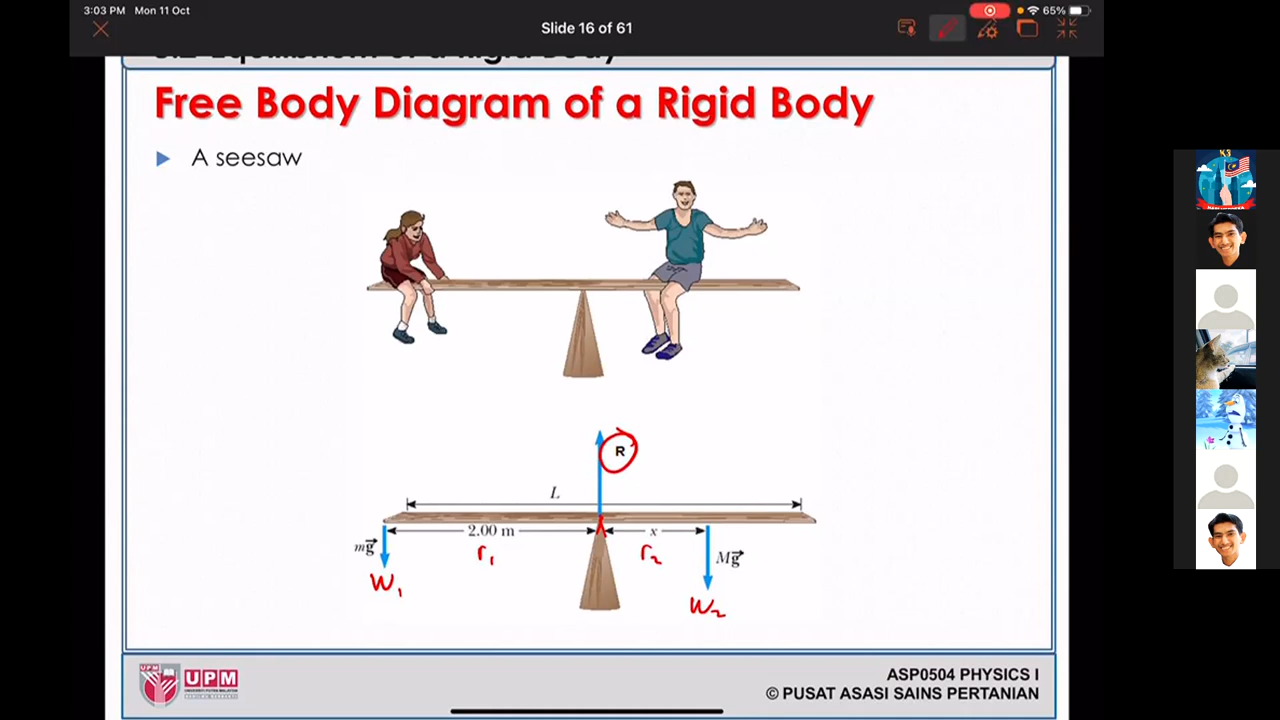 3:03 PM Mon 11 Oct
65%
Slide 16 of 61
Free Body Diagram of a Rigid Body
A seesaw
R
L
2.00 m
x
mg⃗
r₁
r₂
Mg⃗
W₁
W₂
UPM
UPM
ASP0504 PHYSICS I
© PUSAT ASASI SAINS PERTANIAN